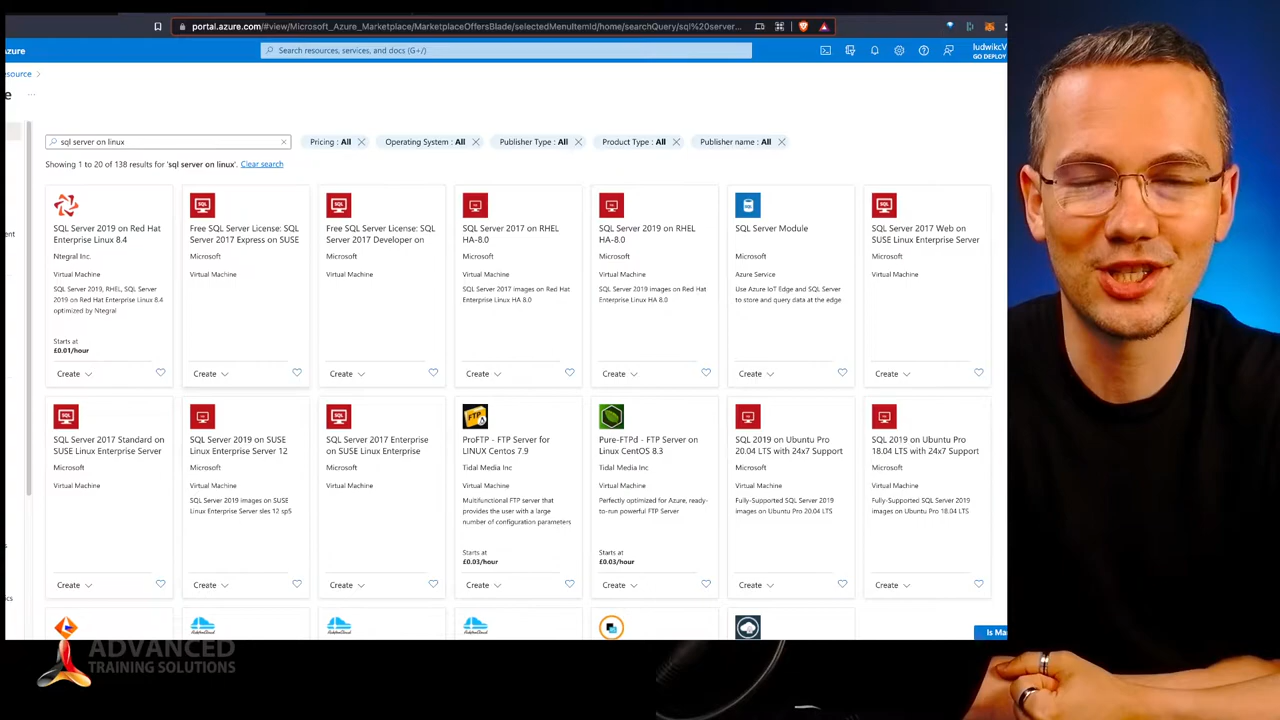 portal.azure.com/#view/Microsoft_Azure_Marketplace/MarketplaceOffersBlade/selectedMenuItemId/home/searchQuery/sql%20server...
Azure
Search resources, services, and docs (G+/)
ludwikcV
GO DEPLOY
esource >
e ...
sql server on linux
Pricing : All
Operating System : All
Publisher Type : All
Product Type : All
Publisher name : All
Showing 1 to 20 of 138 results for 'sql server on linux'. Clear search
SQL Server 2019 on Red Hat
Enterprise Linux 8.4
Ntegral Inc.
Virtual Machine
SQL Server 2019, RHEL, SQL Server
2019 on Red Hat Enterprise Linux 8.4
optimized by Ntegral
Starts at
£0.01/hour
Create
Free SQL Server License: SQL
Server 2017 Express on SUSE
Microsoft
Virtual Machine
Create
Free SQL Server License: SQL
Server 2017 Developer on
Microsoft
Virtual Machine
Create
SQL Server 2017 on RHEL
HA-8.0
Microsoft
Virtual Machine
SQL Server 2017 images on Red Hat
Enterprise Linux HA 8.0
Create
SQL Server 2019 on RHEL
HA-8.0
Microsoft
Virtual Machine
SQL Server 2019 images on Red Hat
Enterprise Linux HA 8.0
Create
SQL Server Module
Microsoft
Azure Service
Use Azure IoT Edge and SQL Server
to store and query data at the edge
Create
SQL
SQL Server 2017 Web on
SUSE Linux Enterprise Server
Microsoft
Virtual Machine
Create
SQL
SQL Server 2017 Standard on
SUSE Linux Enterprise Server
Microsoft
Virtual Machine
Create
SQL Server 2019 on SUSE
Linux Enterprise Server 12
Microsoft
Virtual Machine
SQL Server 2019 images on SUSE
Linux Enterprise Server sles 12 sp5
Create
SQL
SQL Server 2017 Enterprise
on SUSE Linux Enterprise
Microsoft
Virtual Machine
Create
FTP
ProFTP - FTP Server for
LINUX Centos 7.9
Tidal Media Inc
Virtual Machine
Multifunctional FTP server that
provides the user with a large
number of configuration parameters
Starts at
£0.03/hour
Create
Pure-FTPd - FTP Server on
Linux CentOS 8.3
Tidal Media Inc
Virtual Machine
Perfectly optimized for Azure, ready-
to-run powerful FTP Server
Starts at
£0.03/hour
Create
SQL 2019 on Ubuntu Pro
20.04 LTS with 24x7 Support
Microsoft
Virtual Machine
Fully-Supported SQL Server 2019
images on Ubuntu Pro 20.04 LTS
Create
SQL 2019 on Ubuntu Pro
18.04 LTS with 24x7 Support
Microsoft
Virtual Machine
Fully-Supported SQL Server 2019
images on Ubuntu Pro 18.04 LTS
Create
Is Ma
ADVANCED
TRAINING SOLUTIONS